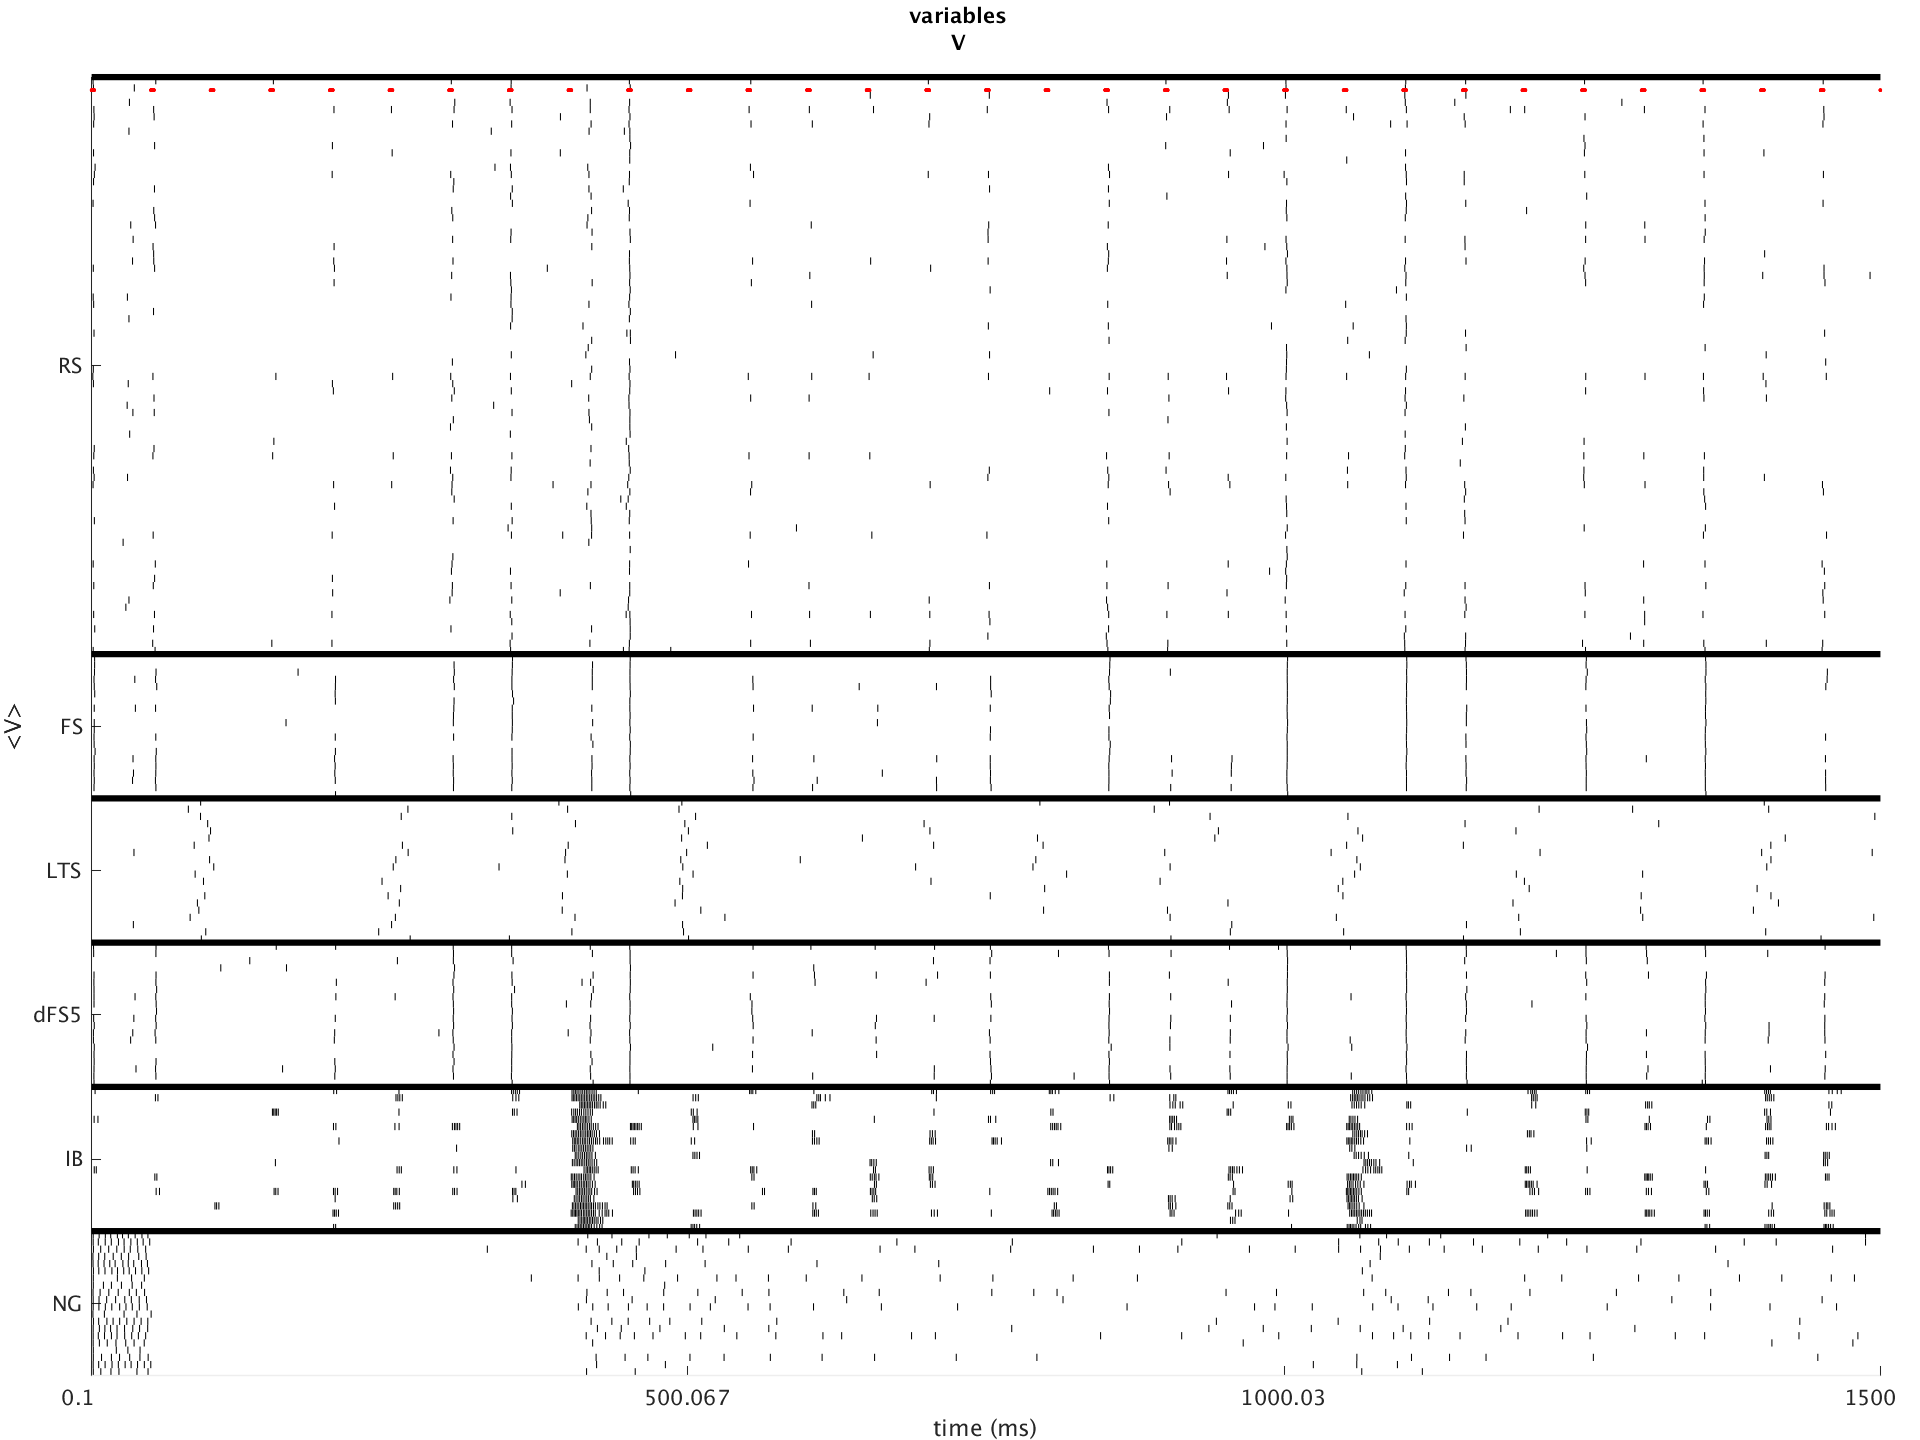 variables
V
RS
FS
<V>
LTS
dFS5
IB
NG
0.1
500.067
1000.03
1500
time (ms)